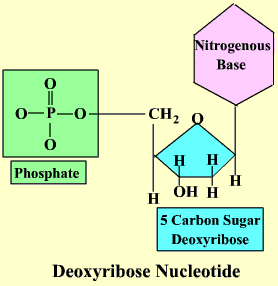 Nitrogenous
Base
O
O—P—O
O
CH2
O
Phosphate
H H
OH H
H H
5 Carbon Sugar
Deoxyribose
Deoxyribose Nucleotide